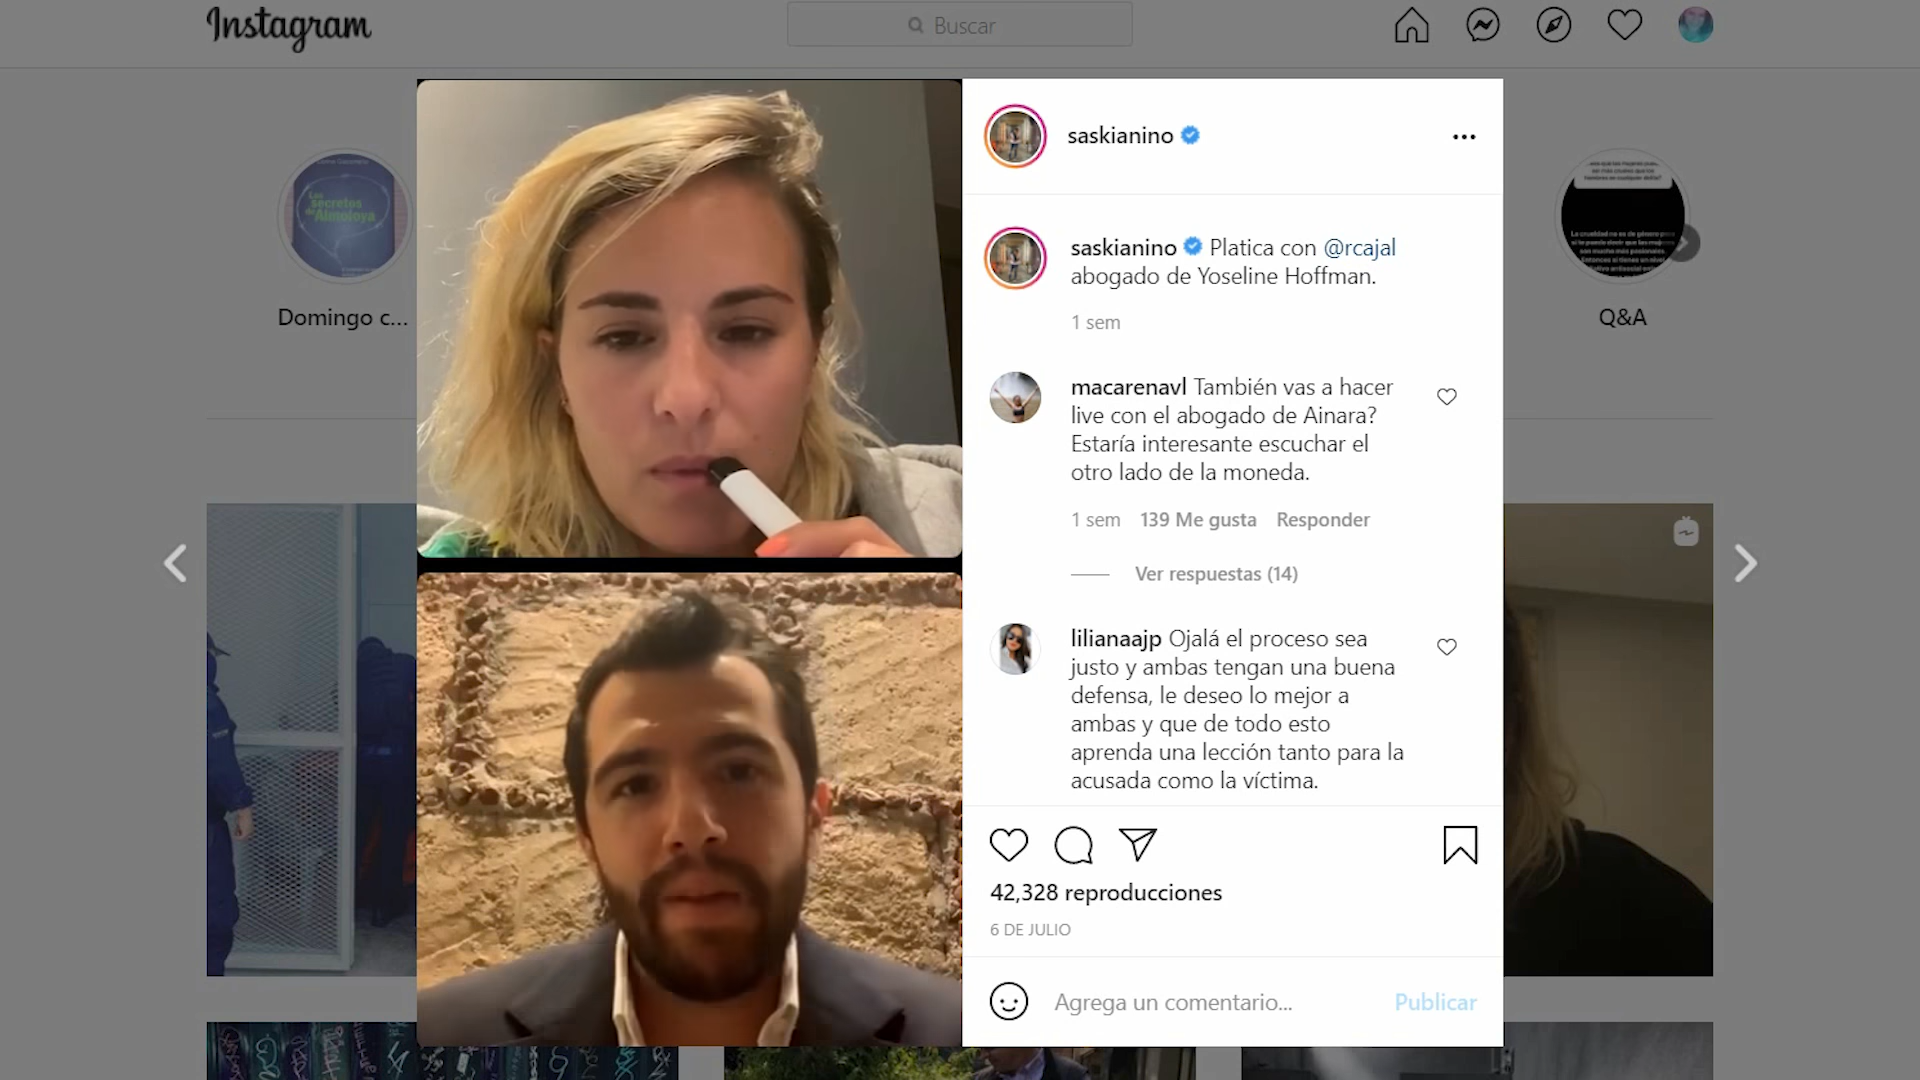 Instagram
Buscar
Los
secretos
de Almoloya
Domingo c...
Q&A
saskianino
saskianino Platica con @rcajal
abogado de Yoseline Hoffman.
1 sem
macarenavl También vas a hacer
live con el abogado de Ainara?
Estaría interesante escuchar el
otro lado de la moneda.
1 sem 139 Me gusta Responder
Ver respuestas (14)
lilianaajp Ojalá el proceso sea
justo y ambas tengan una buena
defensa, le deseo lo mejor a
ambas y que de todo esto
aprenda una lección tanto para la
acusada como la víctima.
42,328 reproducciones
6 DE JULIO
Agrega un comentario...
Publicar